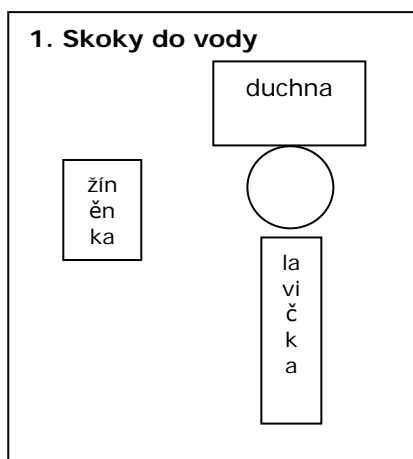 1. Skoky do vody
duchna
žín
ěn
ka
la
vi
č
k
a